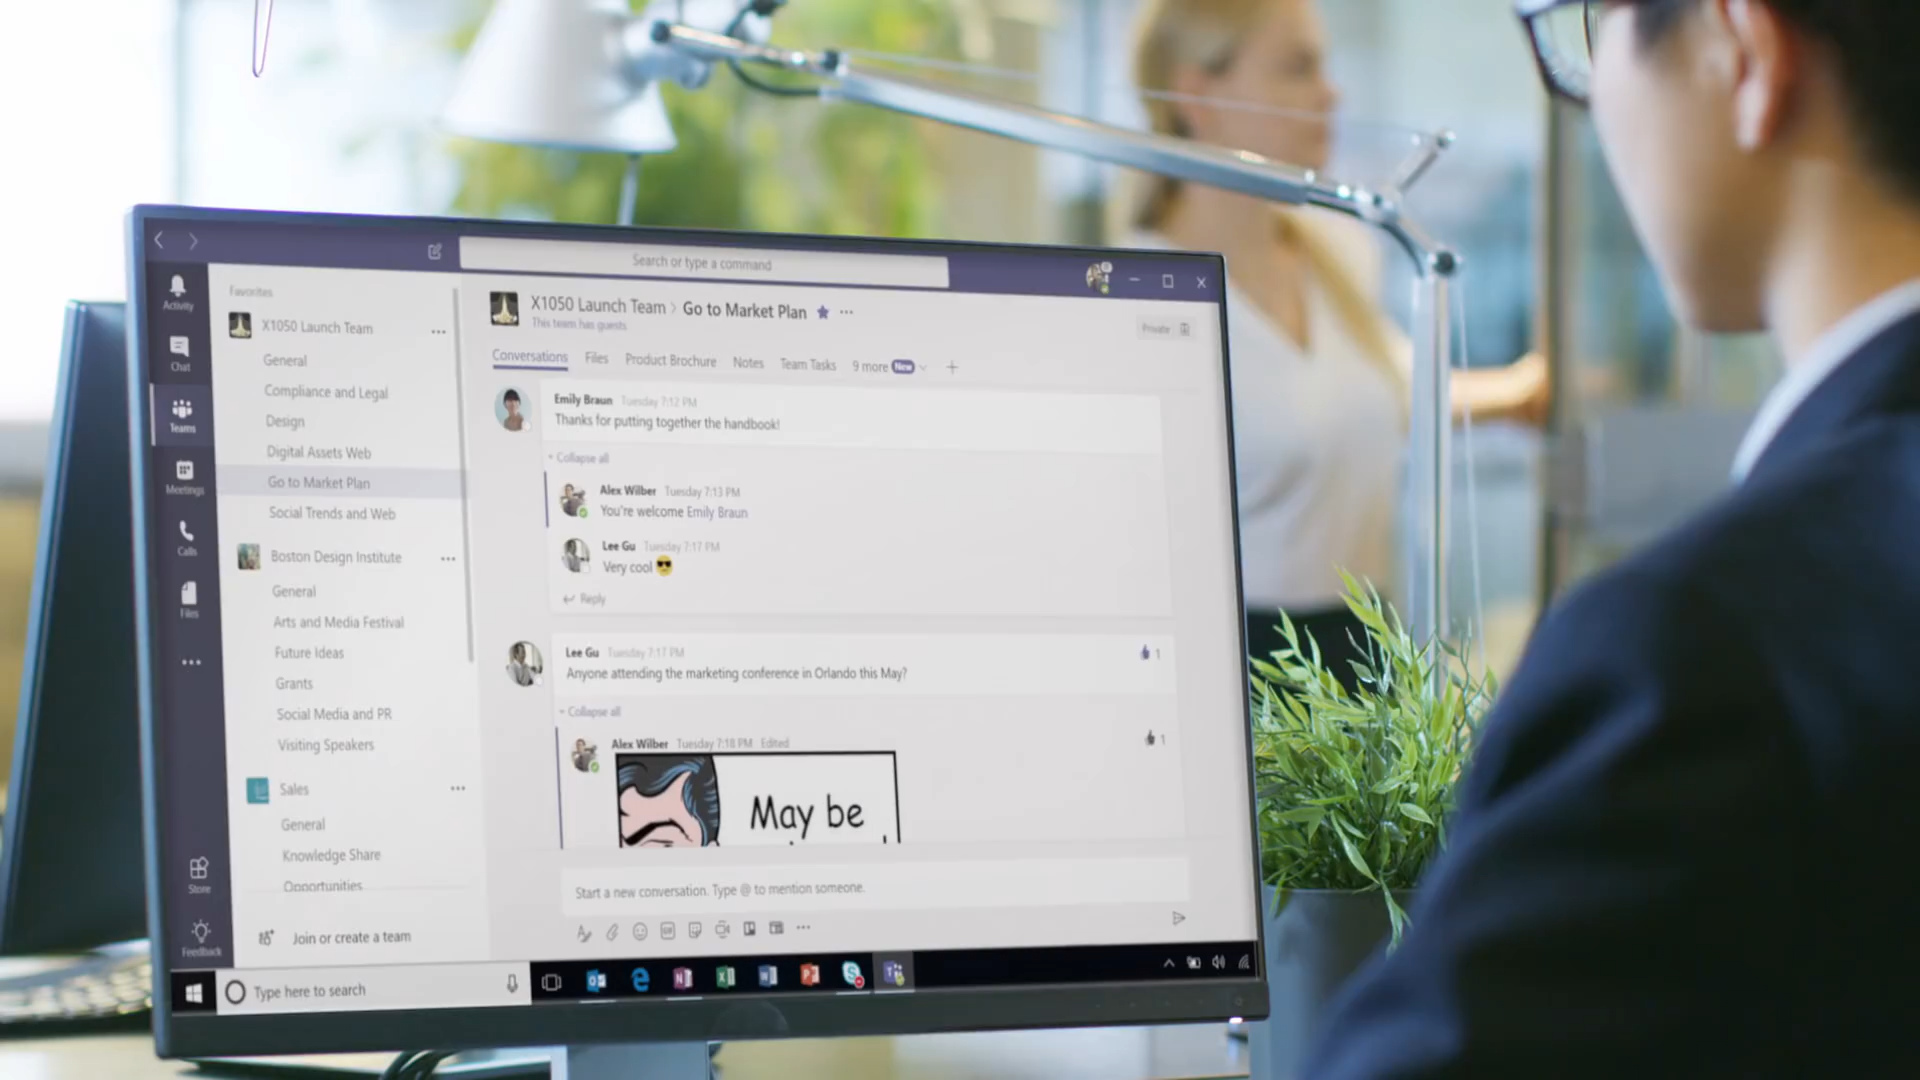 Search or type a command
Activity
Chat
Teams
Meetings
Calls
Files
Store
Feedback
Favorites
X1050 Launch Team
General
Compliance and Legal
Design
Digital Assets Web
Go to Market Plan
Social Trends and Web
Boston Design Institute
General
Arts and Media Festival
Future Ideas
Grants
Social Media and PR
Visiting Speakers
Sales
General
Knowledge Share
Opportunities
Join or create a team
X1050 Launch Team > Go to Market Plan
This team has guests
Private
Conversations Files Product Brochure Notes Team Tasks 9 more New
Emily Braun Tuesday 7:12 PM
Thanks for putting together the handbook!
Collapse all
Alex Wilber Tuesday 7:13 PM
You're welcome Emily Braun
Lee Gu Tuesday 7:17 PM
Very cool 😎
Reply
Lee Gu Tuesday 7:17 PM
1
Anyone attending the marketing conference in Orlando this May?
Collapse all
Alex Wilber Tuesday 7:18 PM Edited
1
May be
Start a new conversation. Type @ to mention someone.
GIF
Type here to search